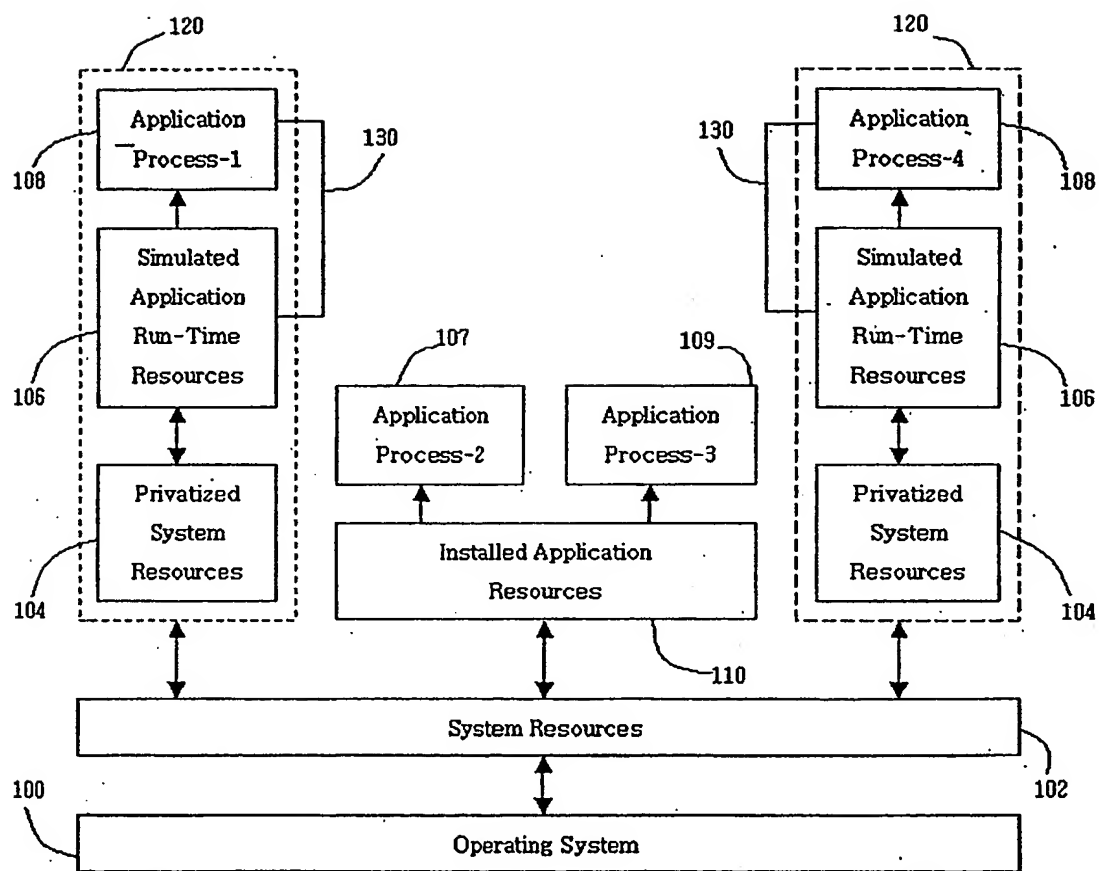 120
120
Application
Process-1
130
108
Simulated
Application
Run-Time
Resources
106
Privatized
System
Resources
104
130
Application
Process-4
108
Simulated
Application
Run-Time
Resources
106
Privatized
System
Resources
104
107
109
Application
Process-2
Application
Process-3
Installed Application
Resources
110
System Resources
102
100
Operating System